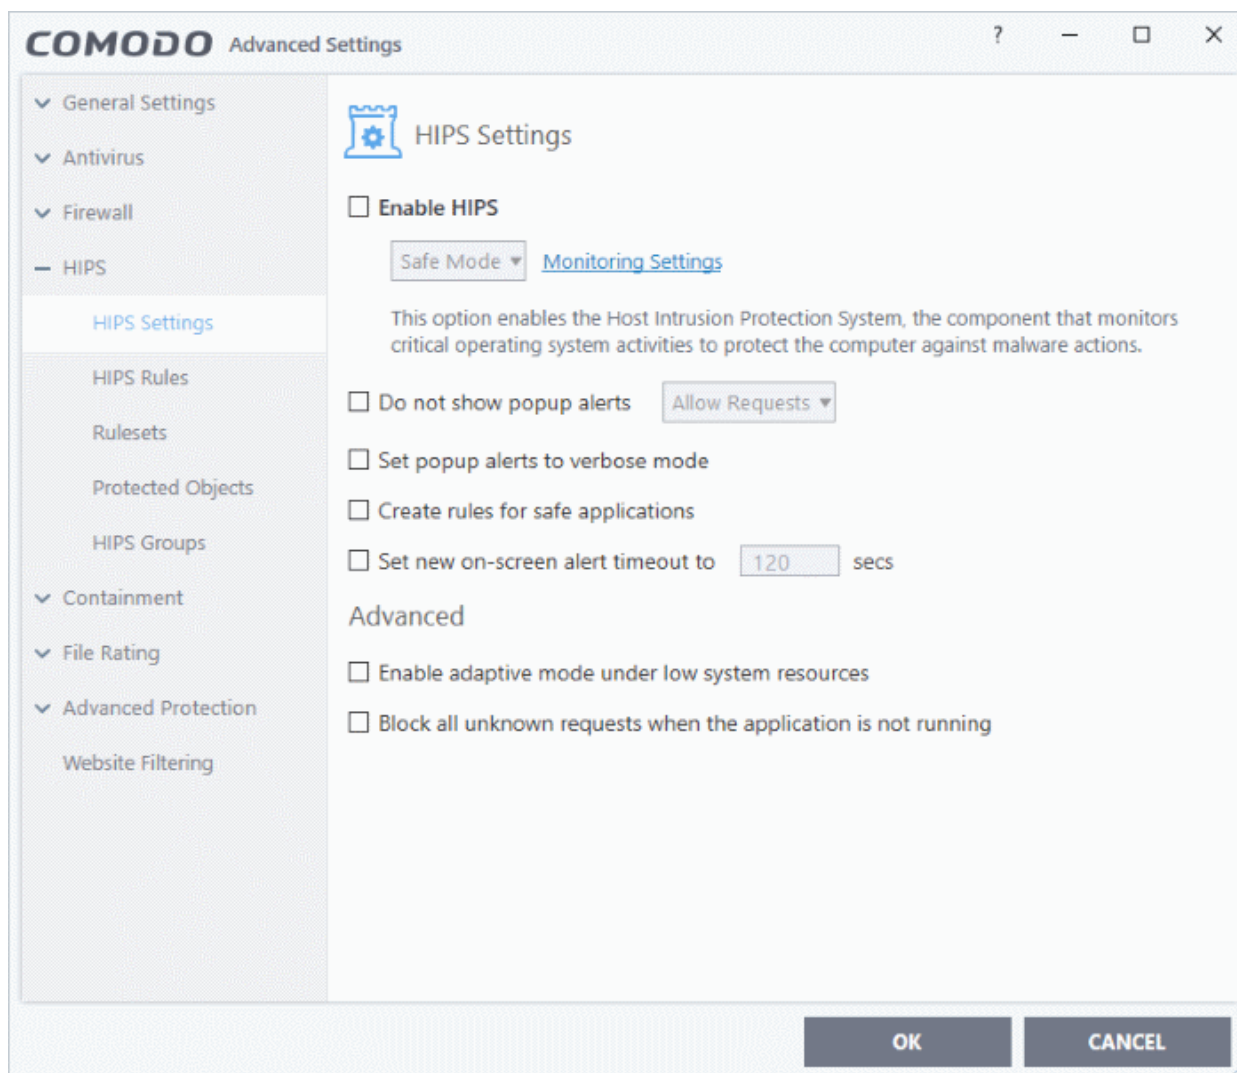 COMODO Advanced Settings ?
General Settings
Antivirus
Firewall
HIPS
HIPS Settings
HIPS Rules
Rulesets
Protected Objects
HIPS Groups
Containment
File Rating
Advanced Protection
Website Filtering
HIPS Settings
Enable HIPS
Safe Mode Monitoring Settings
This option enables the Host Intrusion Protection System, the component that monitors
critical operating system activities to protect the computer against malware actions.
Do not show popup alerts Allow Requests
Set popup alerts to verbose mode
Create rules for safe applications
Set new on-screen alert timeout to 120 secs
Advanced
Enable adaptive mode under low system resources
Block all unknown requests when the application is not running
OK CANCEL